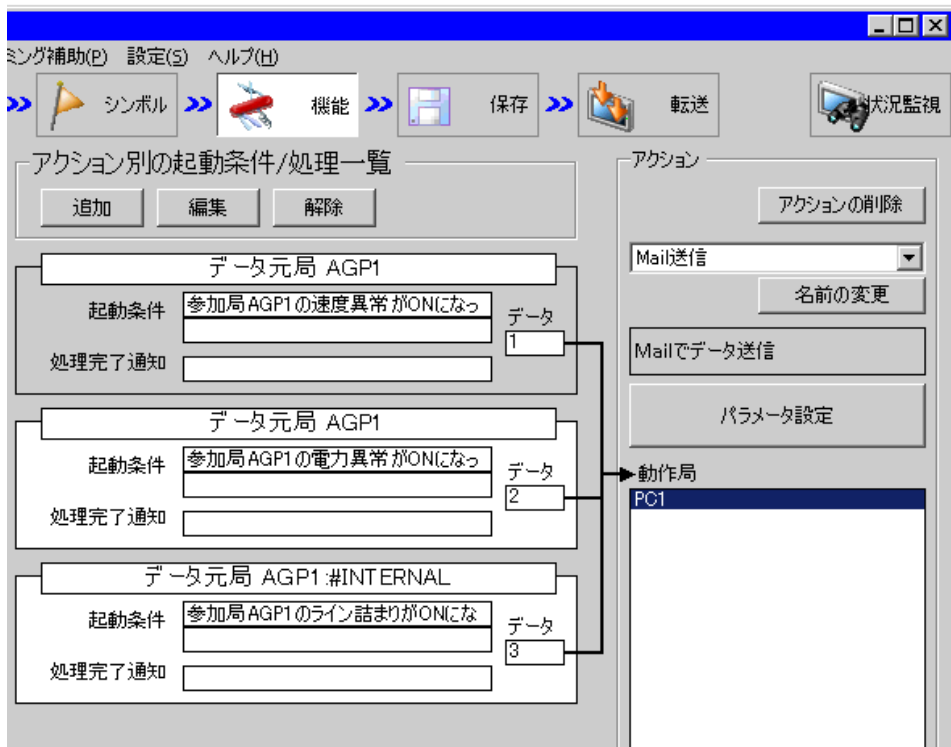 ミング補助(P) 設定(S) ヘルプ(H)
シンボル 機能 保存 転送 状況監視
アクション別の起動条件/処理一覧
追加 編集 解除
データ元局 AGP1
起動条件 参加局AGP1の速度異常がONになっ
データ
1
処理完了通知
データ元局 AGP1
起動条件 参加局AGP1の電力異常がONになっ
データ
2
処理完了通知
データ元局 AGP1:#INTERNAL
起動条件 参加局AGP1のライン詰まりがONにな
データ
3
処理完了通知
アクション
アクションの削除
Mail送信
名前の変更
Mailでデータ送信
パラメータ設定
動作局
PC1